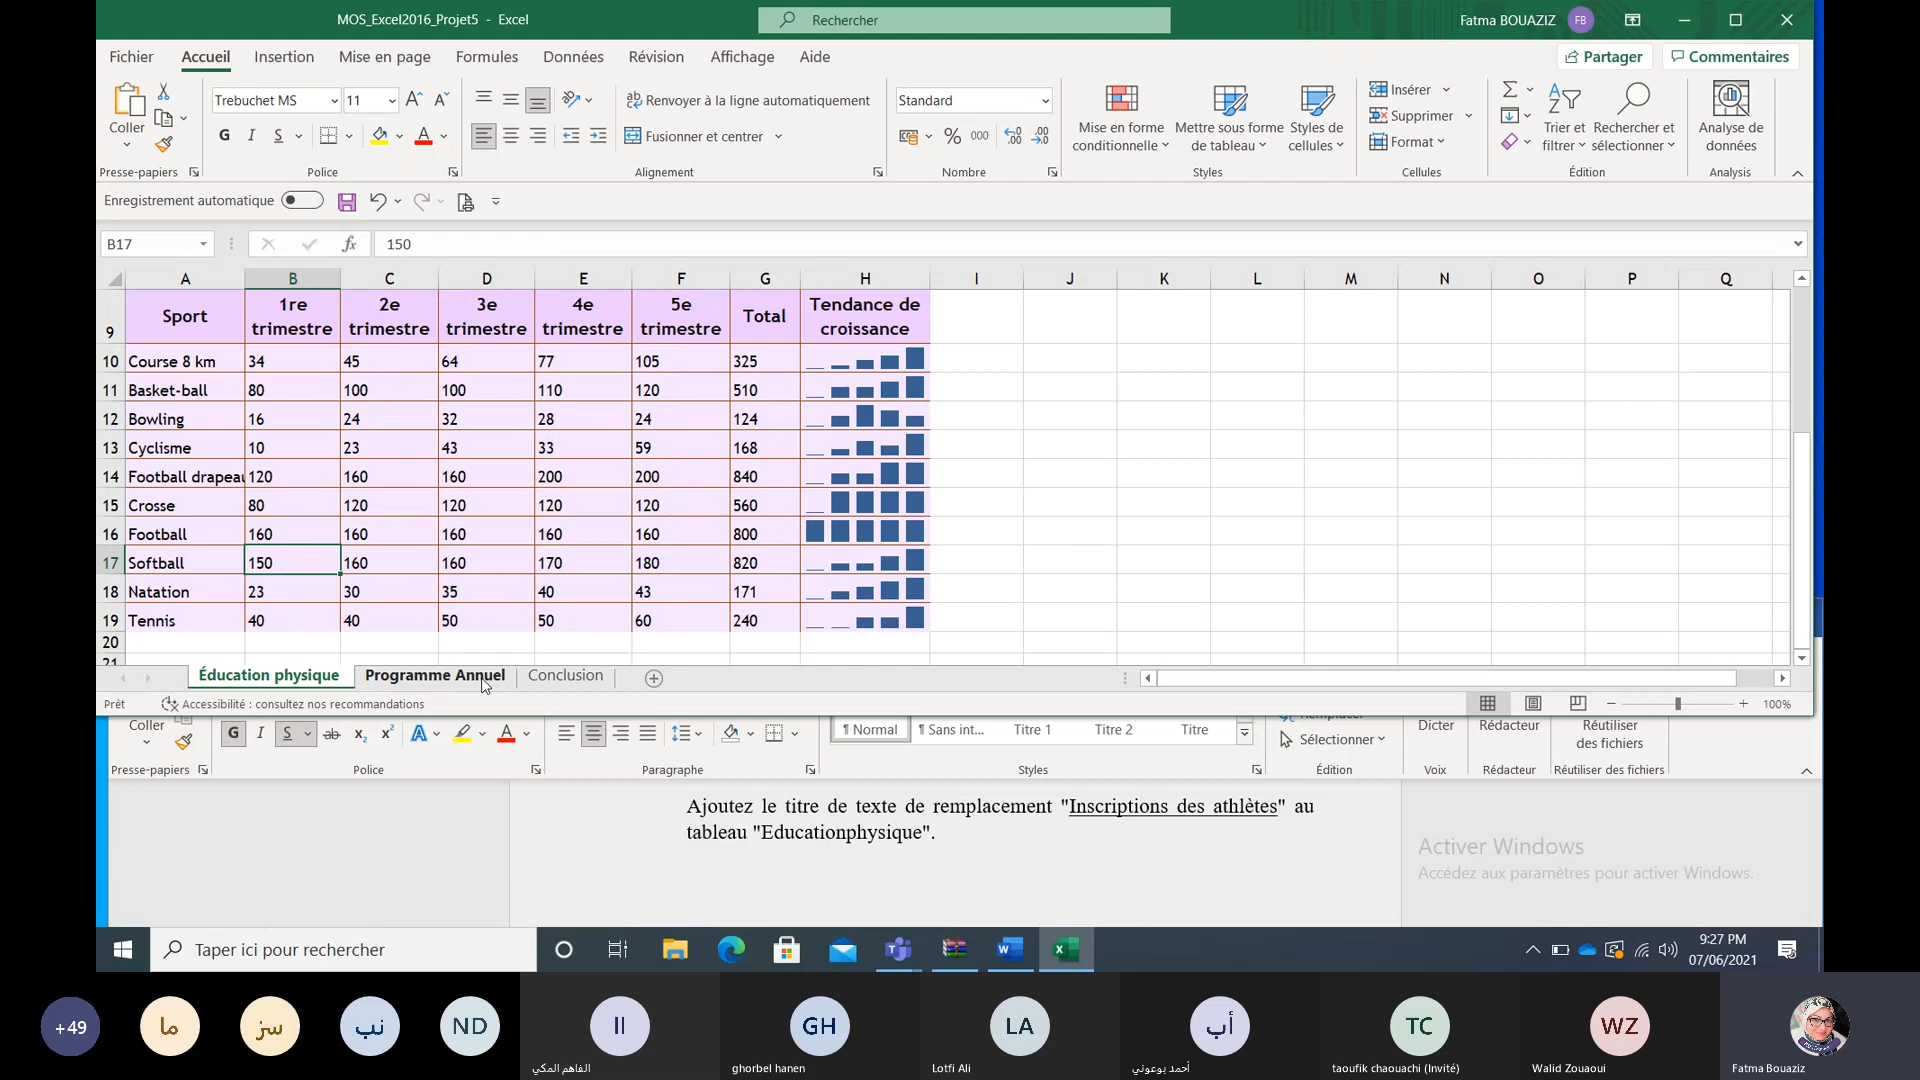 MOS_Excel2016_Projet5 - Excel
Rechercher
Fatma BOUAZIZ
FB
Fichier Accueil Insertion Mise en page Formules Données Révision Affichage Aide
Partager
Commentaires
Coller
Presse-papiers
Trebuchet MS
11
G I S
Police
Renvoyer à la ligne automatiquement
Fusionner et centrer
Alignement
Standard
% 000
Nombre
Mise en forme conditionnelle
Mettre sous forme de tableau
Styles de cellules
Styles
Insérer
Supprimer
Format
Cellules
Trier et filtrer
Rechercher et sélectionner
Édition
Analyse de données
Analysis
Enregistrement automatique
B17
fx
150
A B C D E F G H I J K L M N O P Q
9 Sport 1re trimestre 2e trimestre 3e trimestre 4e trimestre 5e trimestre Total Tendance de croissance
10 Course 8 km 34 45 64 77 105 325
11 Basket-ball 80 100 100 110 120 510
12 Bowling 16 24 32 28 24 124
13 Cyclisme 10 23 43 33 59 168
14 Football drapeau 120 160 160 200 200 840
15 Crosse 80 120 120 120 120 560
16 Football 160 160 160 160 160 800
17 Softball 150 160 160 170 180 820
18 Natation 23 30 35 40 43 171
19 Tennis 40 40 50 50 60 240
20
21
Éducation physique Programme Annuel Conclusion
Prêt
Accessibilité : consultez nos recommandations
100%
Coller
Presse-papiers
G I S ab x₂ x² A A
Police
Paragraphe
¶ Normal ¶ Sans int... Titre 1 Titre 2 Titre
Styles
Remplacer
Sélectionner
Édition
Dicter
Voix
Rédacteur
Rédacteur
Réutiliser des fichiers
Réutiliser des fichiers
Ajoutez le titre de texte de remplacement "Inscriptions des athlètes" au
tableau "Educationphysique".
Activer Windows
Accédez aux paramètres pour activer Windows.
Taper ici pour rechercher
9:27 PM
07/06/2021
+49
ما
سز
نب
ND
اا
الفاهم المكي
GH
ghorbel hanen
LA
Lotfi Ali
أب
أحمد بوعوني
TC
taoufik chaouachi (Invité)
WZ
Walid Zouaoui
Fatma Bouaziz